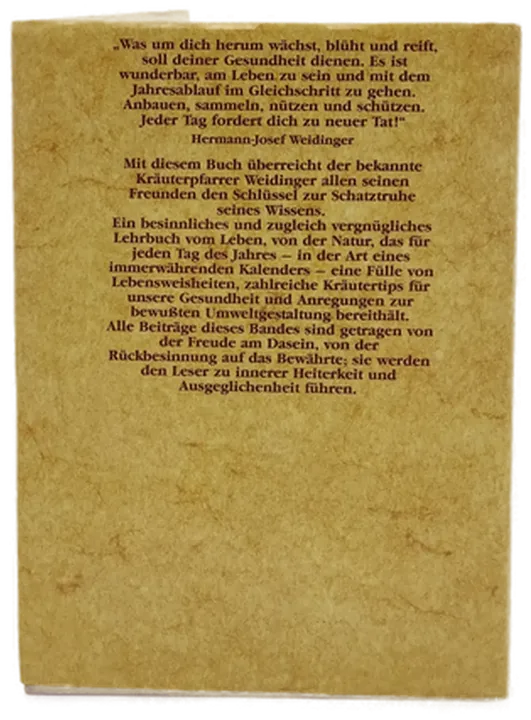 „Was um dich herum wächst, blüht und reift,
soll deiner Gesundheit dienen. Es ist
wunderbar, am Leben zu sein und mit dem
Jahresablauf im Gleichschritt zu gehen.
Anbauen, sammeln, nützen und schützen.
Jeder Tag fordert dich zu neuer Tat!“
Hermann-Josef Weidinger
Mit diesem Buch überreicht der bekannte
Kräuterpfarrer Weidinger allen seinen
Freunden den Schlüssel zur Schatztruhe
seines Wissens.
Ein besinnliches und zugleich vergnügliches
Lehrbuch vom Leben, von der Natur, das für
jeden Tag des Jahres – in der Art eines
immerwährenden Kalenders – eine Fülle von
Lebensweisheiten, zahlreiche Kräutertips für
unsere Gesundheit und Anregungen zur
bewußten Umweltgestaltung bereithält.
Alle Beiträge dieses Bandes sind getragen von
der Freude am Dasein, von der
Rückbesinnung auf das Bewährte; sie werden
den Leser zu innerer Heiterkeit und
Ausgeglichenheit führen.